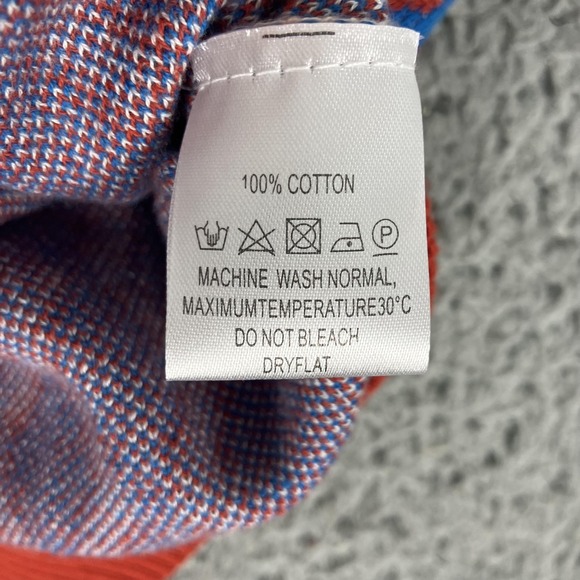 100% COTTON
P
MACHINE WASH NORMAL,
MAXIMUMTEMPERATURE30°C
DO NOT BLEACH
DRYFLAT